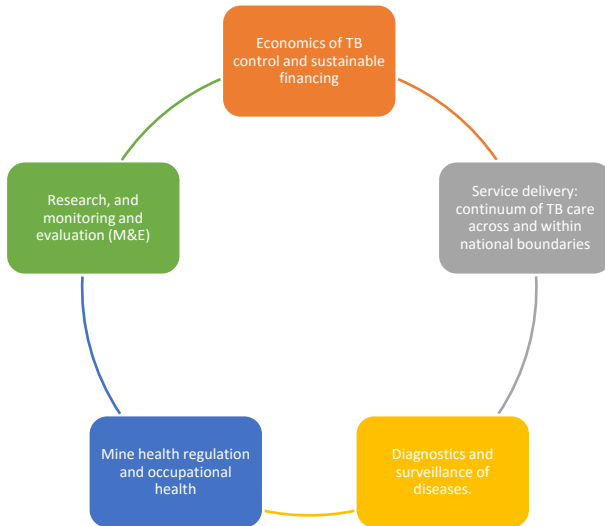 Economics of TB
control and sustainable
financing
Service delivery:
continuum of TB care
across and within
national boundaries
Diagnostics and
surveillance of
diseases.
Mine health regulation
and occupational
health
Research, and
monitoring and
evaluation (M&E)